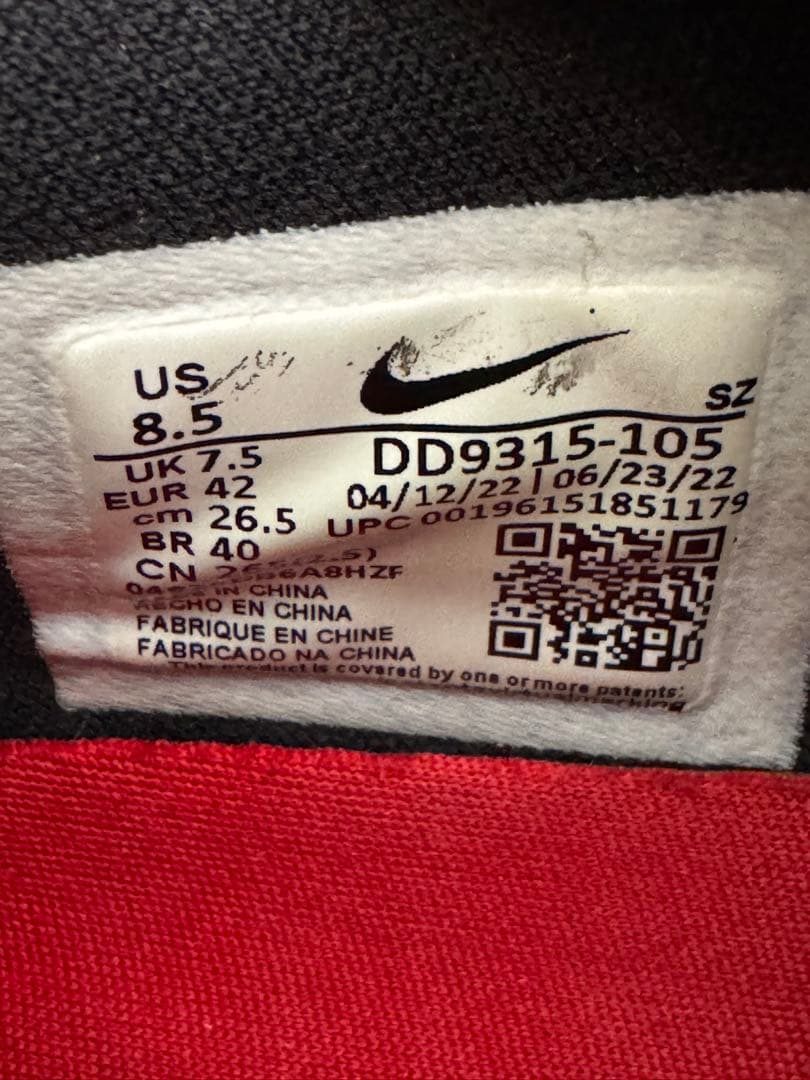 US
8.5
SZ
UK 7.5
DD9315-105
EUR 42
04/12/22 | 06/23/22
cm 26.5
UPC 00196151851179
BR 40
CN
IN CHINA
HECHO EN CHINA
FABRIQUE EN CHINE
FABRICADO NA CHINA
This product is covered by one or more patents: